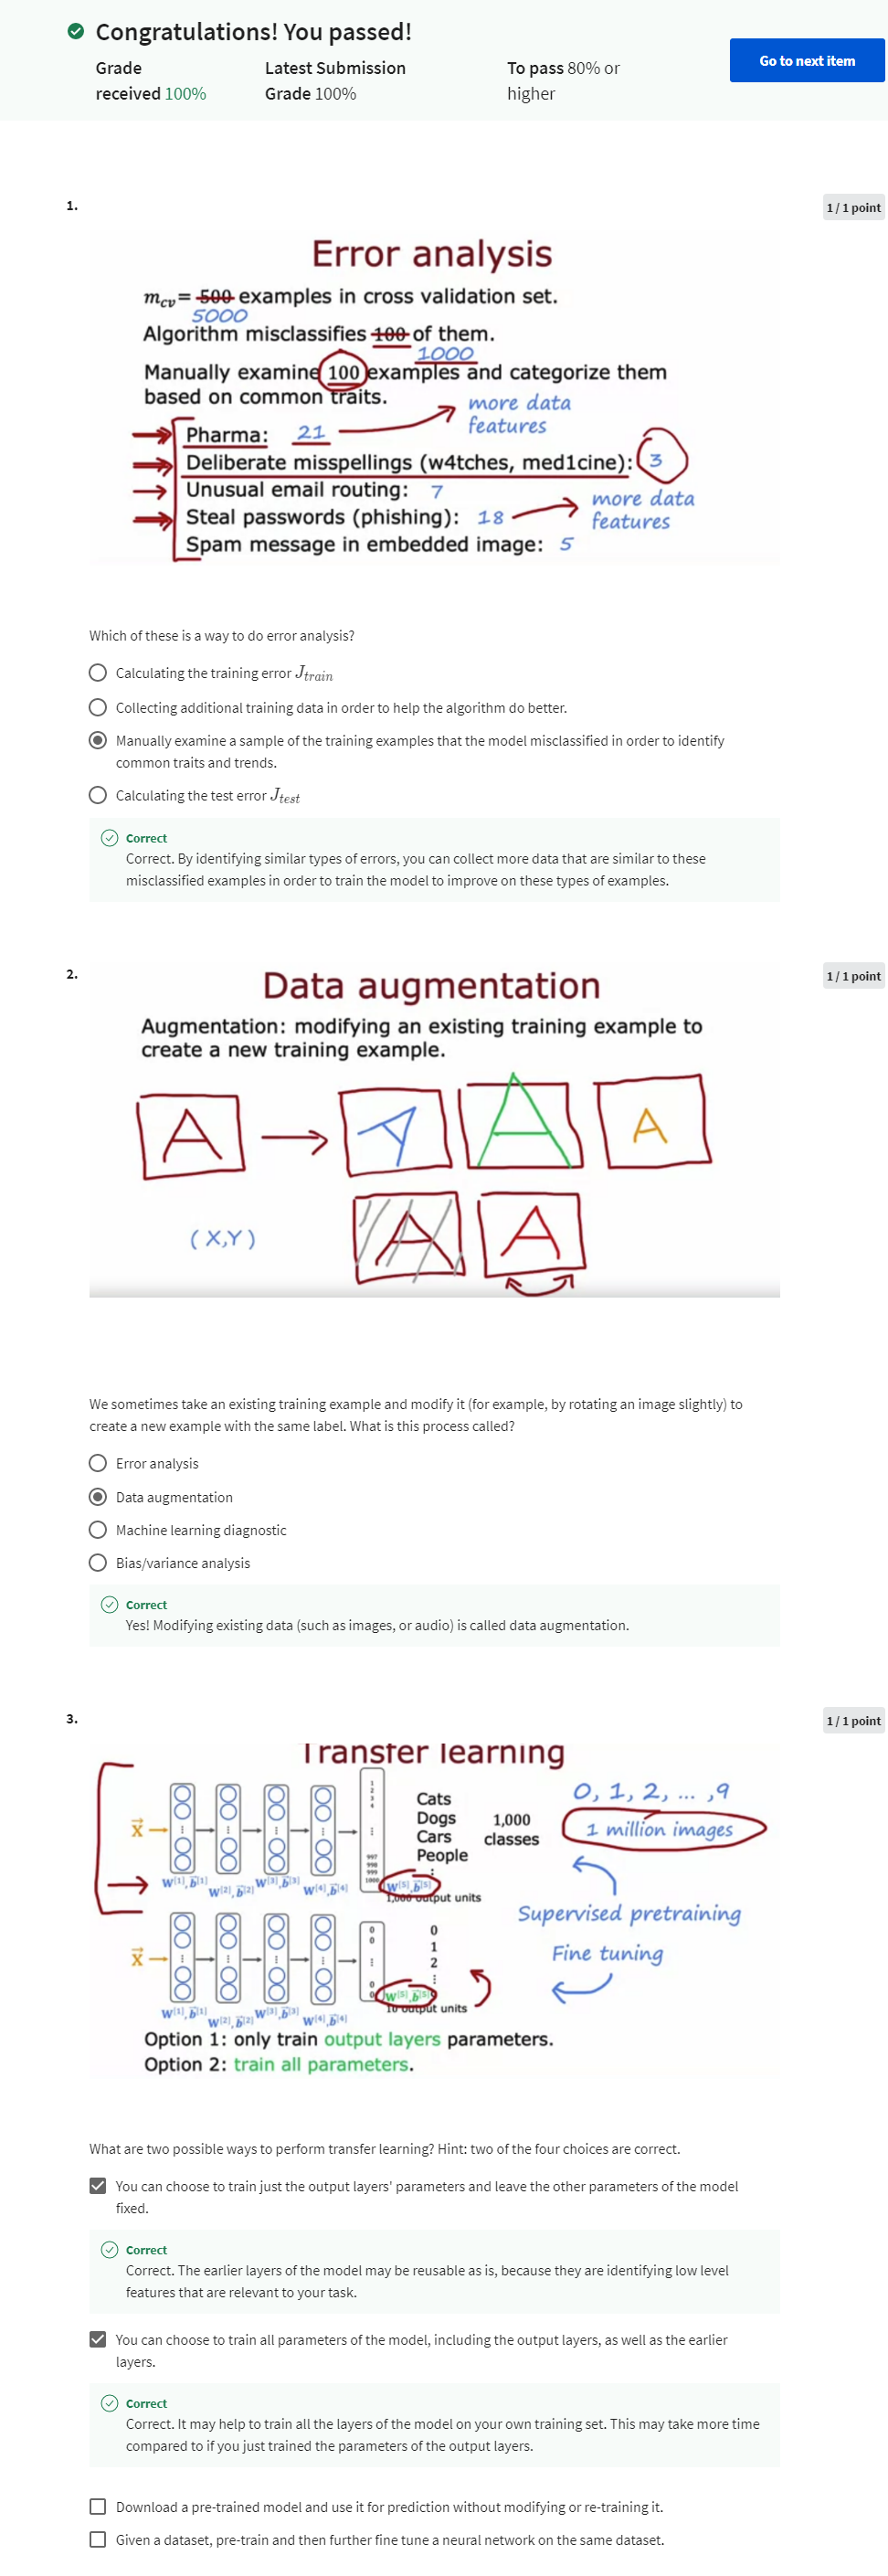 Congratulations! You passed!
Grade received 100%
Latest Submission Grade 100%
To pass 80% or higher
Go to next item
1.
1 / 1 point
Error analysis
m_cv = 500 examples in cross validation set.
5000
Algorithm misclassifies 100 of them.
1000
Manually examine 100 examples and categorize them
based on common traits.
more data
features
Pharma: 21
Deliberate misspellings (w4tches, med1cine): 3
Unusual email routing: 7
more data
features
Steal passwords (phishing): 18
Spam message in embedded image: 5
Which of these is a way to do error analysis?
Calculating the training error J_train
Collecting additional training data in order to help the algorithm do better.
Manually examine a sample of the training examples that the model misclassified in order to identify
common traits and trends.
Calculating the test error J_test
Correct
Correct. By identifying similar types of errors, you can collect more data that are similar to these
misclassified examples in order to train the model to improve on these types of examples.
2.
1 / 1 point
Data augmentation
Augmentation: modifying an existing training example to
create a new training example.
A A A A
(X,Y) A A
We sometimes take an existing training example and modify it (for example, by rotating an image slightly) to
create a new example with the same label. What is this process called?
Error analysis
Data augmentation
Machine learning diagnostic
Bias/variance analysis
Correct
Yes! Modifying existing data (such as images, or audio) is called data augmentation.
3.
1 / 1 point
Transfer learning
Cats
Dogs
Cars
People
1,000
classes
0, 1, 2, ... ,9
1 million images
x⃗
1
2
3
4
997
998
999
1000
W[1], b⃗[1]
W[2], b⃗[2]
W[3], b⃗[3]
W[4], b⃗[4]
W[5], b⃗[5]
1,000 output units
Supervised pretraining
Fine tuning
x⃗
0
1
2
W[1], b⃗[1]
W[2], b⃗[2]
W[3], b⃗[3]
W[4], b⃗[4]
W[5], b⃗[5]
10 output units
Option 1: only train output layers parameters.
Option 2: train all parameters.
What are two possible ways to perform transfer learning? Hint: two of the four choices are correct.
You can choose to train just the output layers' parameters and leave the other parameters of the model
fixed.
Correct
Correct. The earlier layers of the model may be reusable as is, because they are identifying low level
features that are relevant to your task.
You can choose to train all parameters of the model, including the output layers, as well as the earlier
layers.
Correct
Correct. It may help to train all the layers of the model on your own training set. This may take more time
compared to if you just trained the parameters of the output layers.
Download a pre-trained model and use it for prediction without modifying or re-training it.
Given a dataset, pre-train and then further fine tune a neural network on the same dataset.